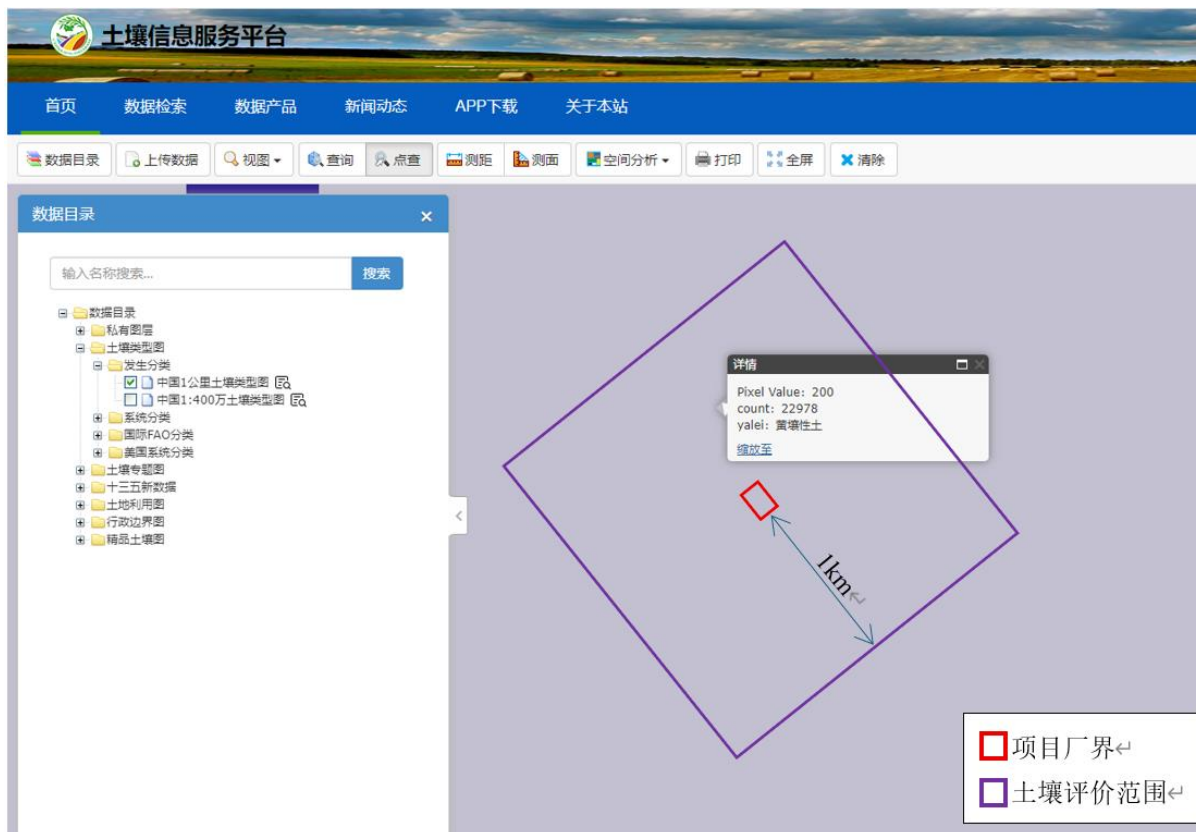 土壤信息服务平台
首页 数据检索 数据产品 新闻动态 APP下载 关于本站
数据目录 上传数据 视图 查询 点查 测距 测面 空间分析 打印 全屏 清除
数据目录 ×
输入名称搜索... 搜索
数据目录
私有图层
土壤类型图
发生分类
中国1公里土壤类型图
中国1:400万土壤类型图
系统分类
国际FAO分类
美国系统分类
土壤专题图
十三五新数据
土地利用图
行政边界图
精品土壤图
详情
Pixel Value: 200
count: 22978
yalei: 黄壤性土
缩放至
1km↵
项目厂界↵
土壤评价范围↵